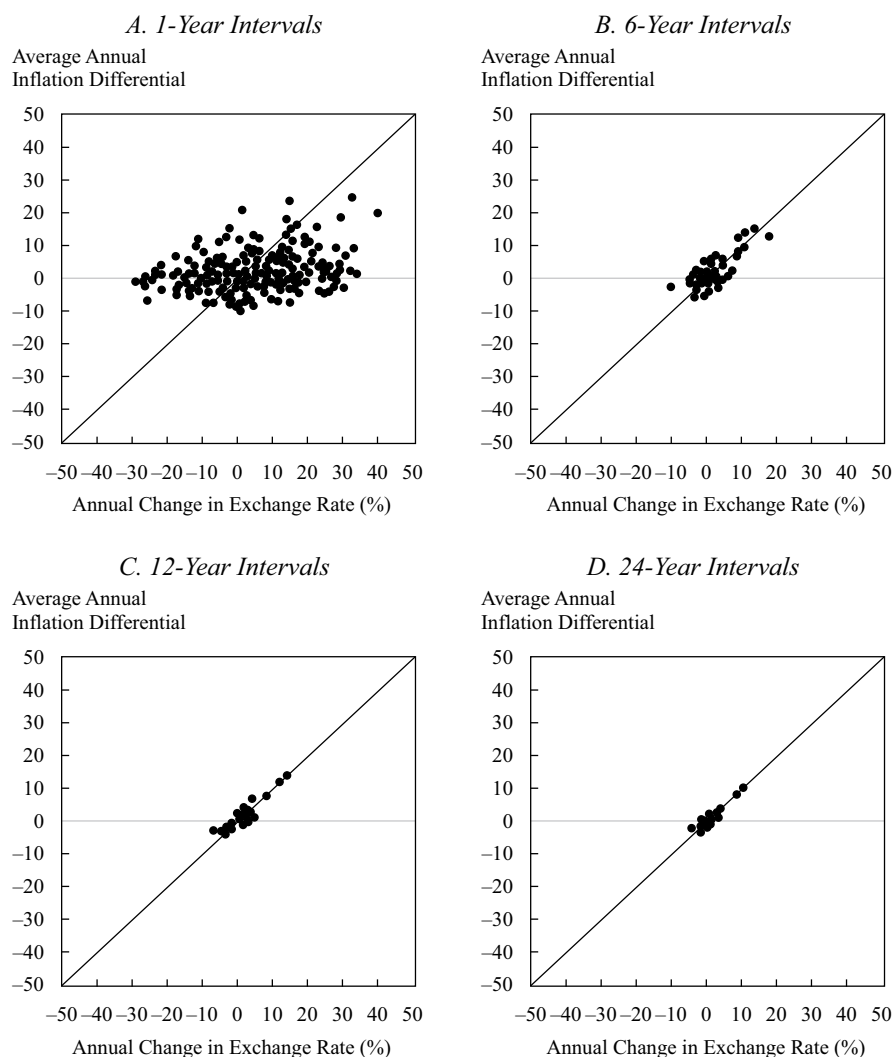 A. 1-Year Intervals
Average Annual
Inflation Differential
50
40
30
20
10
0
–10
–20
–30
–40
–50
–50 –40 –30 –20 –10 0 10 20 30 40 50
Annual Change in Exchange Rate (%)
B. 6-Year Intervals
Average Annual
Inflation Differential
50
40
30
20
10
0
–10
–20
–30
–40
–50
–50 –40 –30 –20 –10 0 10 20 30 40 50
Annual Change in Exchange Rate (%)
C. 12-Year Intervals
Average Annual
Inflation Differential
50
40
30
20
10
0
–10
–20
–30
–40
–50
–50 –40 –30 –20 –10 0 10 20 30 40 50
Annual Change in Exchange Rate (%)
D. 24-Year Intervals
Average Annual
Inflation Differential
50
40
30
20
10
0
–10
–20
–30
–40
–50
–50 –40 –30 –20 –10 0 10 20 30 40 50
Annual Change in Exchange Rate (%)